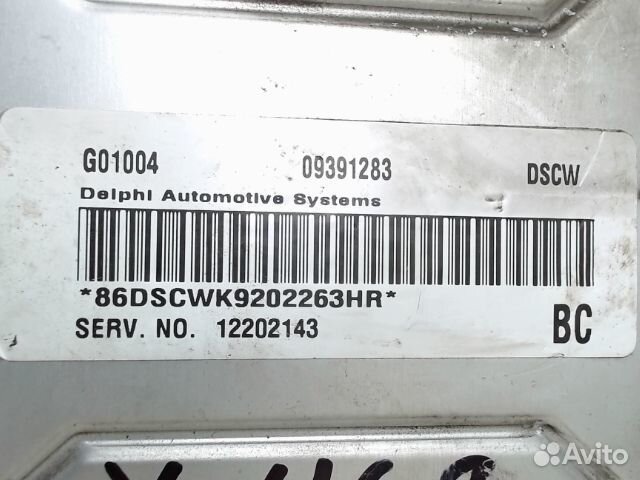 G01004 09391283 DSCW
Delphi Automotive Systems
*86DSCWK9202263HR*
SERV. NO. 12202143 BC
Avito